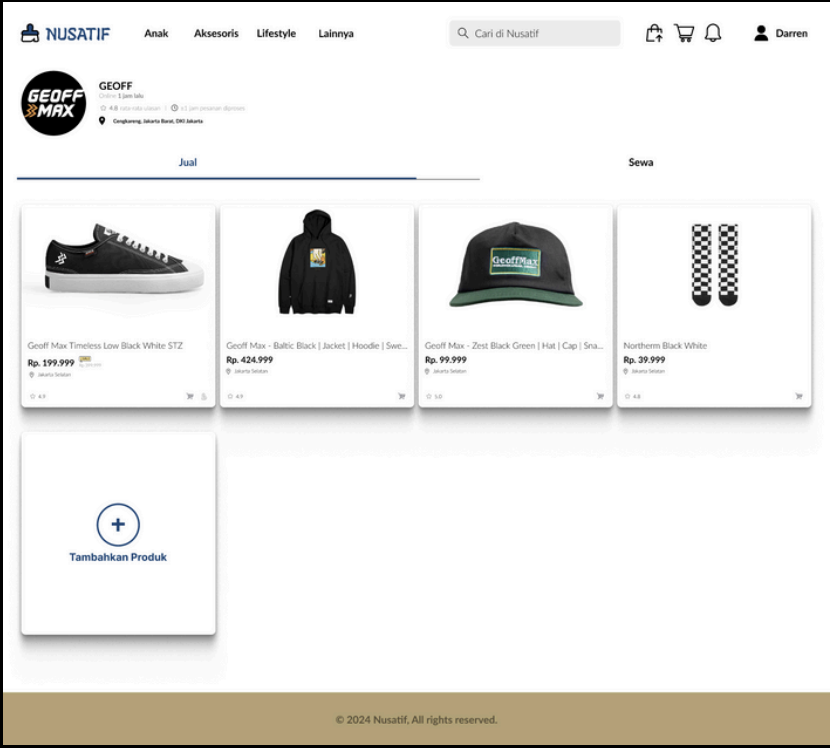 NUSATIF
Anak Aksesoris Lifestyle Lainnya
Cari di Nusatif
Darren
GEOFF MAX
GEOFF
Online 1 jam lalu
4.8 rata-rata ulasan | ±1 jam pesanan diproses
Cengkareng, Jakarta Barat, DKI Jakarta
Jual Sewa
Geoff Max Timeless Low Black White STZ
Rp. 199.999
Jakarta Selatan
4.9
Geoff Max - Baltic Black | Jacket | Hoodie | Swe...
Rp. 424.999
Jakarta Selatan
4.9
GeoffMax
Geoff Max - Zest Black Green | Hat | Cap | Sna...
Rp. 99.999
Jakarta Selatan
5.0
Northerm Black White
Rp. 39.999
Jakarta Selatan
4.8
Tambahkan Produk
© 2024 Nusatif, All rights reserved.